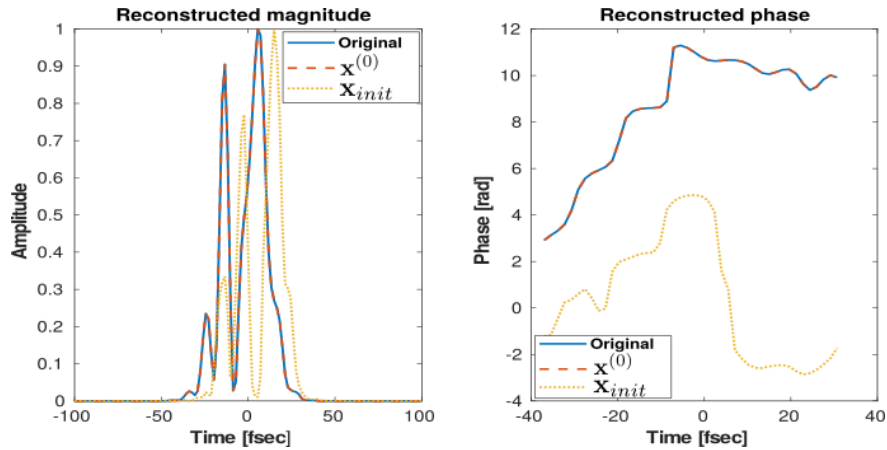 Reconstructed magnitude
Amplitude
1
0.9
0.8
0.7
0.6
0.5
0.4
0.3
0.2
0.1
0
-100
-50
0
50
100
Time [fsec]
Original
x^(0)
x_init
Reconstructed phase
Phase [rad]
12
10
8
6
4
2
0
-2
-4
-40
-20
0
20
40
Time [fsec]
Original
x^(0)
x_init